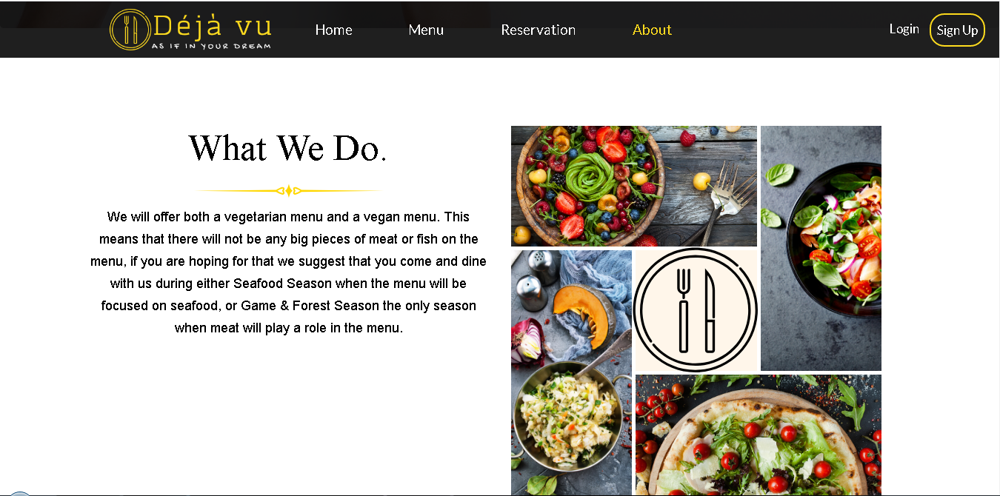 Déjà vu
AS IF IN YOUR DREAM
Home
Menu
Reservation
About
Login
Sign Up
What We Do.
We will offer both a vegetarian menu and a vegan menu. This
means that there will not be any big pieces of meat or fish on the
menu, if you are hoping for that we suggest that you come and dine
with us during either Seafood Season when the menu will be
focused on seafood, or Game & Forest Season the only season
when meat will play a role in the menu.